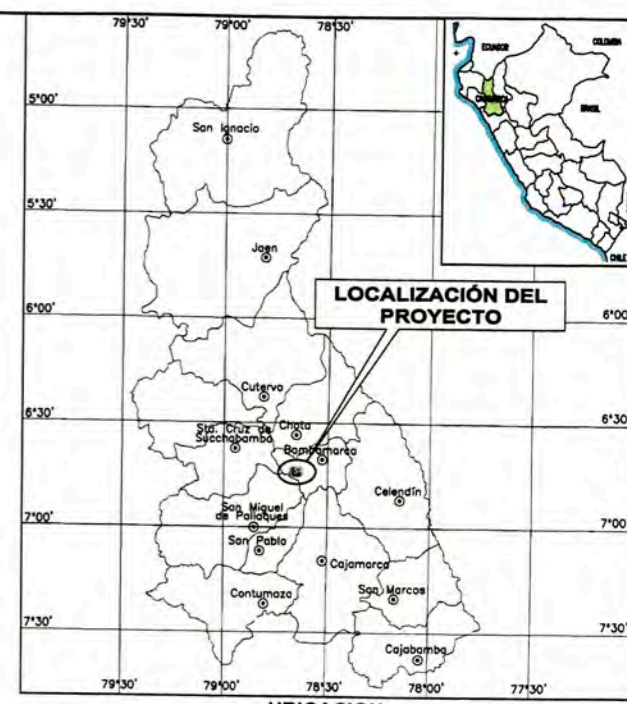 79°30'
79°00'
78°30'
ECUADOR
COLOMBIA
CAJAMARCA
BRASIL
CHILE
5°00'
San Ignacio
5°30'
Jaen
LOCALIZACIÓN DEL
PROYECTO
6°00'
6°00'
Cutervo
6°30'
6°30'
Sta. Cruz de
Succhabamba
Chota
Bambamarca
Celendín
San Miguel
de Pallaques
7°00'
7°00'
San Pablo
Cajamarca
Contumaza
San Marcos
7°30'
7°30'
Cajabamba
79°30'
79°00'
78°30'
78°00'
77°30'
UBICACION